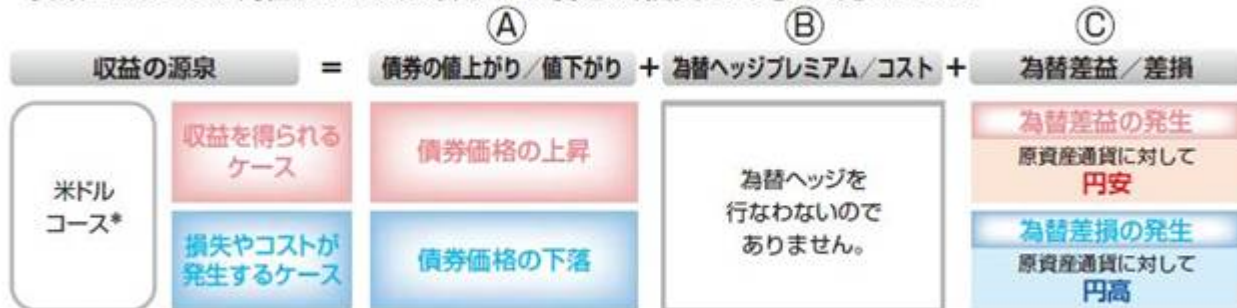 Ⓐ Ⓑ Ⓒ
収益の源泉 = 債券の値上がり/値下がり + 為替ヘッジプレミアム/コスト + 為替差益/差損
米ドル
コース*
収益を得られる
ケース
債券価格の上昇
為替ヘッジを
行なわないので
ありません。
為替差益の発生
原資産通貨に対して
円安
損失やコストが
発生するケース
債券価格の下落
為替差損の発生
原資産通貨に対して
円高